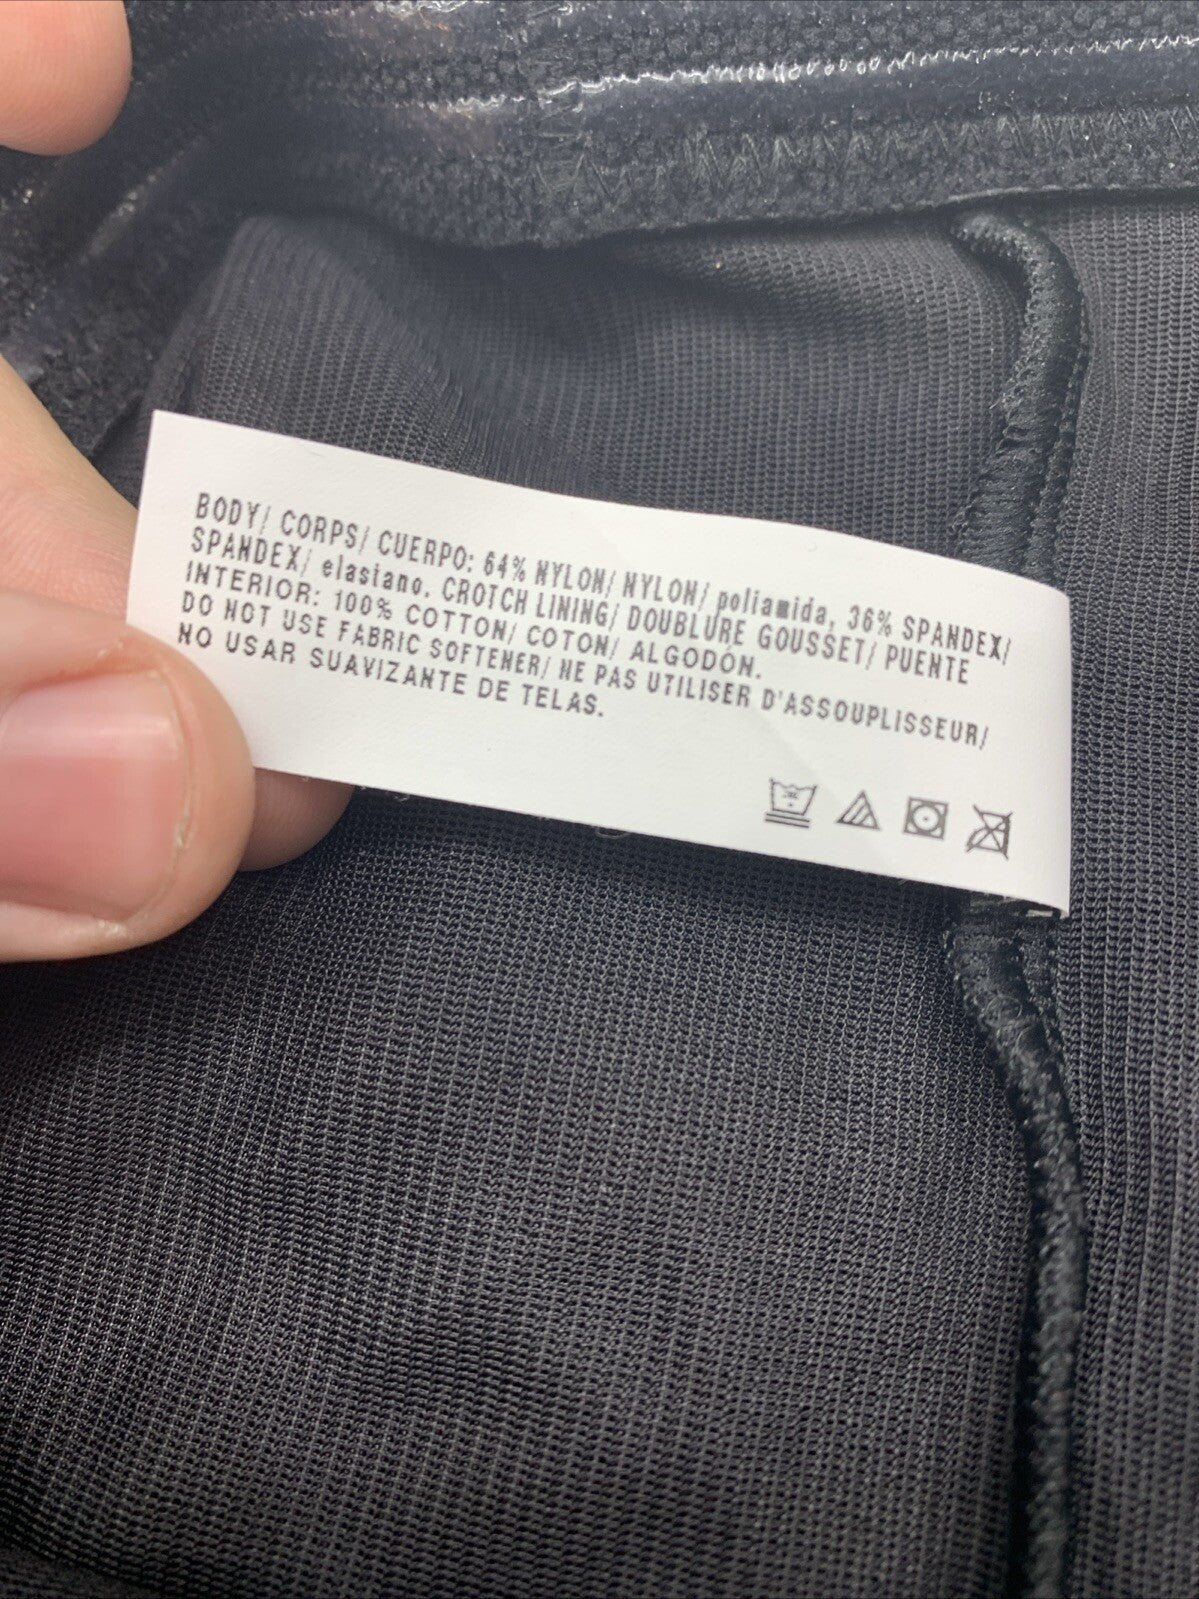 BODY/ CORPS/ CUERPO: 64% NYLON/ NYLON/ poliamida, 36% SPANDEX/
SPANDEX/ elasiano. CROTCH LINING/ DOUBLURE GOUSSET/ PUENTE
INTERIOR: 100% COTTON/ COTON/ ALGODÓN.
DO NOT USE FABRIC SOFTENER/ NE PAS UTILISER D'ASSOUPLISSEUR/
NO USAR SUAVIZANTE DE TELAS.